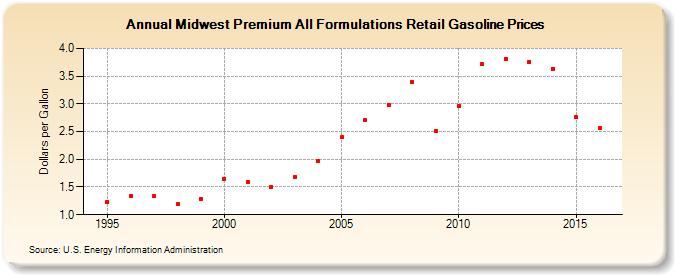 Annual Midwest Premium All Formulations Retail Gasoline Prices
Dollars per Gallon
4.0
3.5
3.0
2.5
2.0
1.5
1.0
1995 2000 2005 2010 2015
Source: U.S. Energy Information Administration